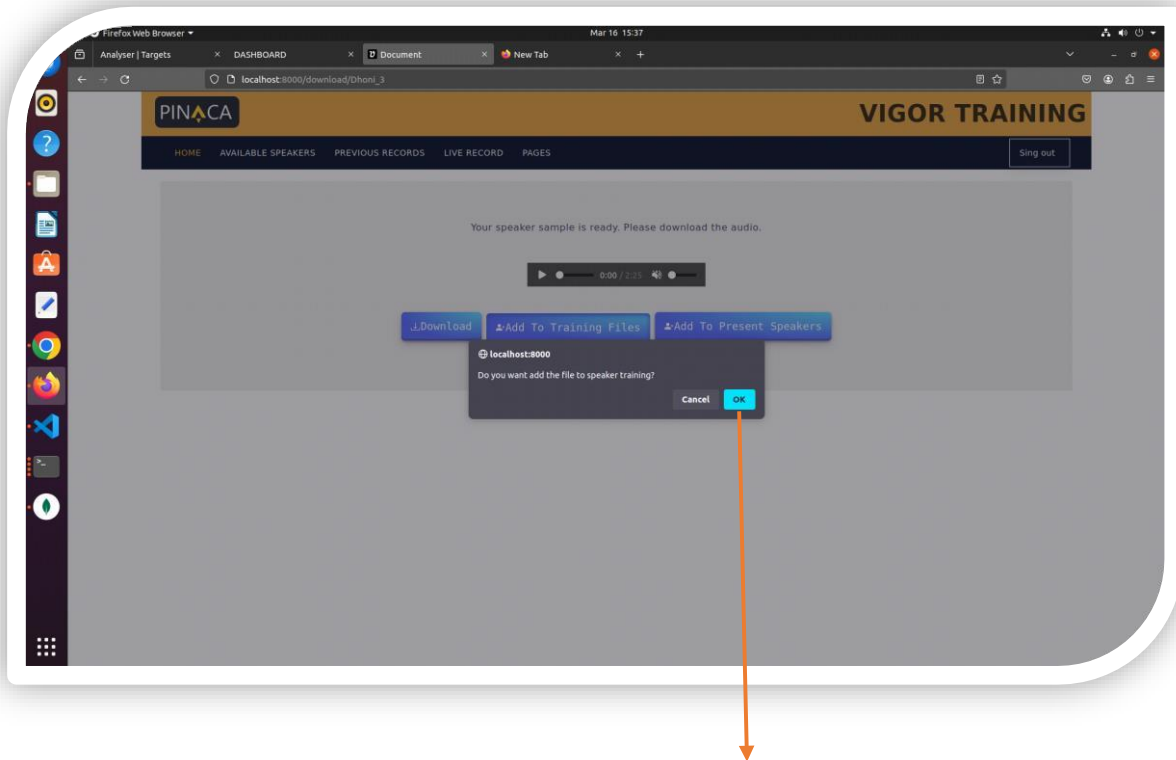 Firefox Web Browser
Mar 16 15:37
Analyser | Targets
DASHBOARD
Document
New Tab
localhost:8000/download/Dhoni_3
PINACA
VIGOR TRAINING
HOME AVAILABLE SPEAKERS PREVIOUS RECORDS LIVE RECORD PAGES
Sing out
Your speaker sample is ready. Please download the audio.
0:00 / 2:25
Download
Add To Training Files
Add To Present Speakers
localhost:8000
Do you want add the file to speaker training?
Cancel OK